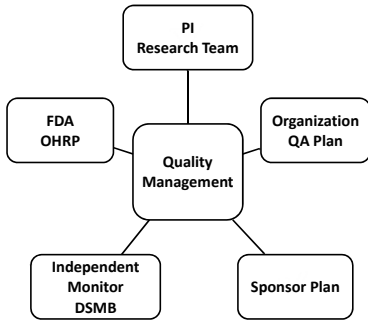 PI
Research Team
FDA
OHRP
Organization
QA Plan
Quality
Management
Independent
Monitor
DSMB
Sponsor Plan